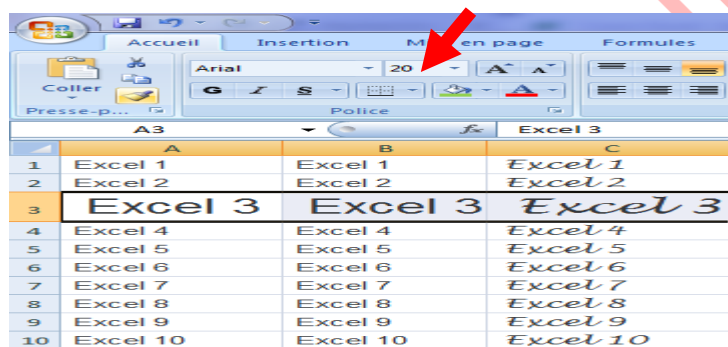 Accueil Insertion M en page Formules
Arial 20 A A
Coller G I S A
Presse-p... Police
A3 fx Excel 3
A B C
1 Excel 1 Excel 1 Excel 1
2 Excel 2 Excel 2 Excel 2
3 Excel 3 Excel 3 Excel 3
4 Excel 4 Excel 4 Excel 4
5 Excel 5 Excel 5 Excel 5
6 Excel 6 Excel 6 Excel 6
7 Excel 7 Excel 7 Excel 7
8 Excel 8 Excel 8 Excel 8
9 Excel 9 Excel 9 Excel 9
10 Excel 10 Excel 10 Excel 10